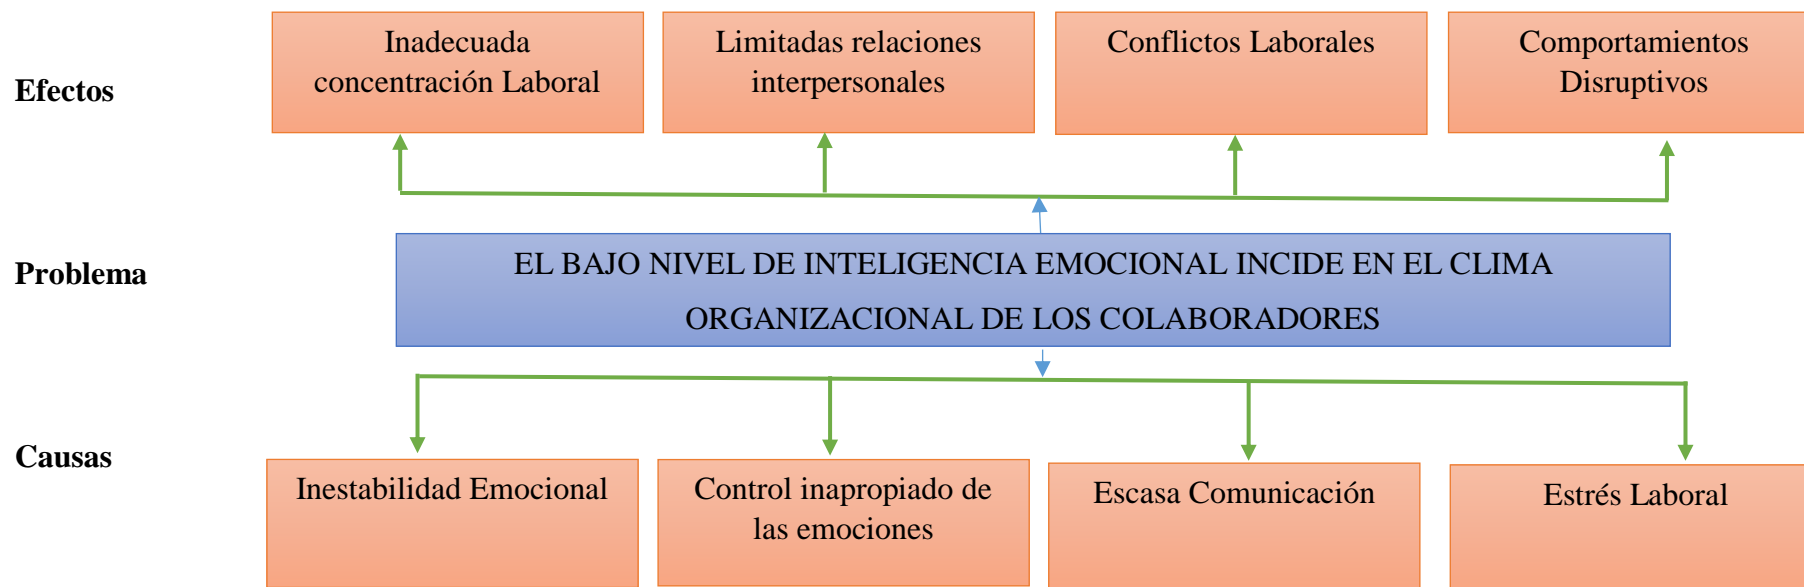 Efectos
Inadecuada
concentración Laboral
Limitadas relaciones
interpersonales
Conflictos Laborales
Comportamientos
Disruptivos
Problema
EL BAJO NIVEL DE INTELIGENCIA EMOCIONAL INCIDE EN EL CLIMA
ORGANIZACIONAL DE LOS COLABORADORES
Causas
Inestabilidad Emocional
Control inapropiado de
las emociones
Escasa Comunicación
Estrés Laboral